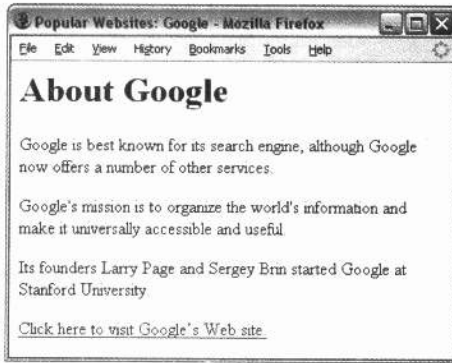 Popular Websites: Google - Mozilla Firefox
File Edit View History Bookmarks Tools Help
About Google
Google is best known for its search engine, although Google
now offers a number of other services.
Google's mission is to organize the world's information and
make it universally accessible and useful.
Its founders Larry Page and Sergey Brin started Google at
Stanford University.
Click here to visit Google's Web site.